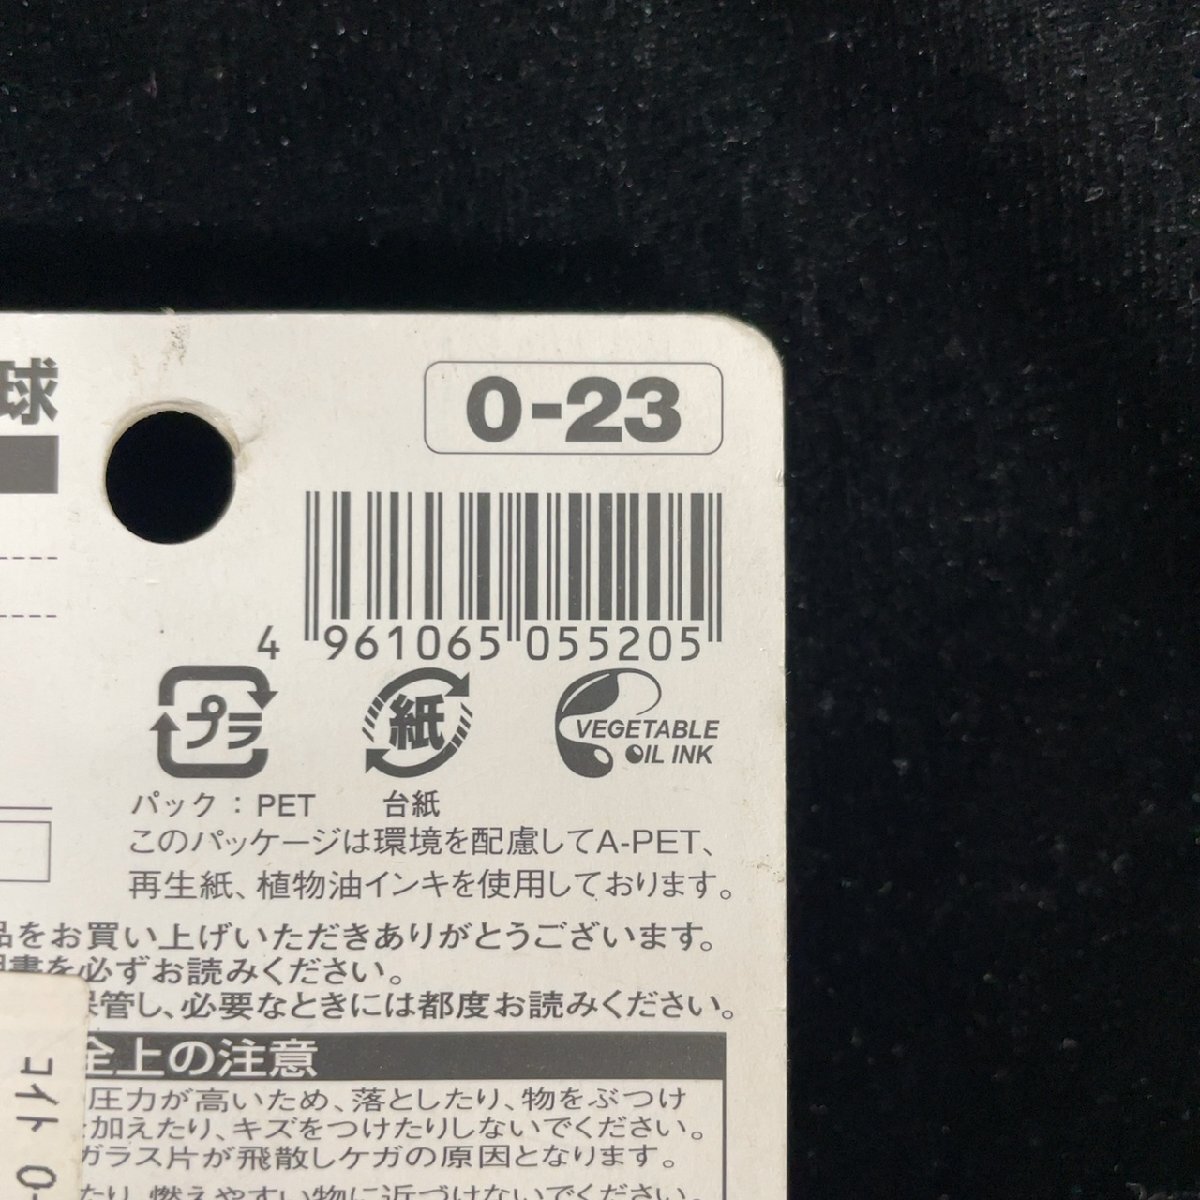 球
0-23
4 961065 055205
プラ
紙
VEGETABLE
OIL INK
パック：PET
台紙
このパッケージは環境を配慮してA-PET、
再生紙、植物油インキを使用しております。
品をお買い上げいただきありがとうございます。
書を必ずお読みください。
保管し、必要なときには都度お読みください。
全上の注意
圧力が高いため、落としたり、物をぶつけ
加えたり、キズをつけたりしないでください。
ガラス片が飛散しケガの原因となります。
たり、燃えやすい物に近づけないでください。
コイト 0-